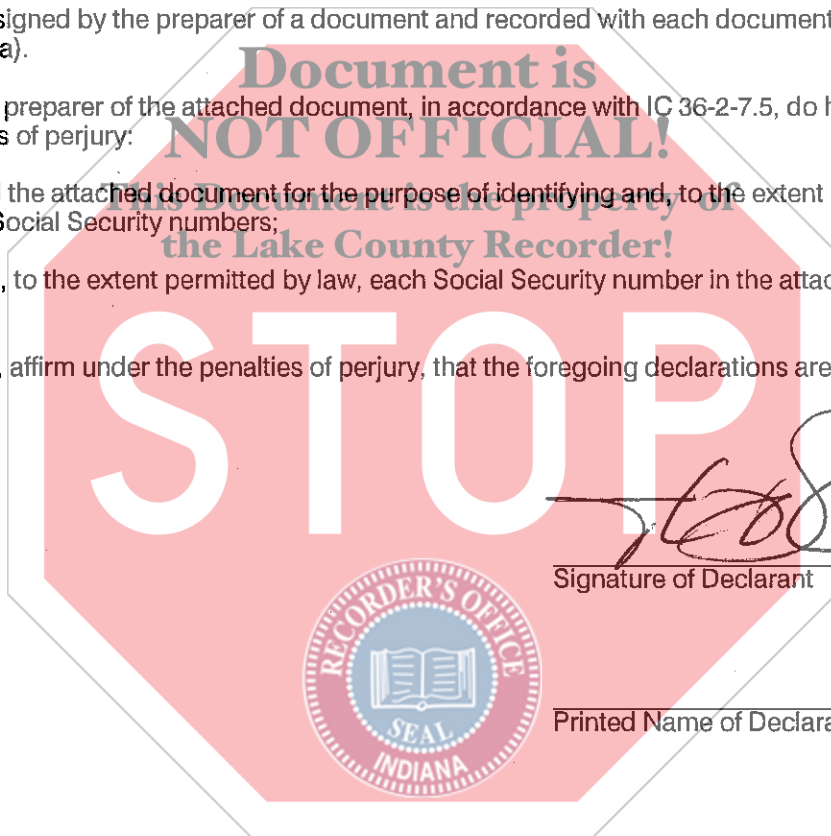 signed by the preparer of a document and recorded with each document
a).
Document is
preparer of the attached document, in accordance with IC 36-2-7.5, do h
s of perjury:
NOT OFFICIAL!
the attached document for the purpose of identifying and, to the extent
This Document is the property of
Social Security numbers;
the Lake County Recorder!
, to the extent permitted by law, each Social Security number in the attac
STOP
, affirm under the penalties of perjury, that the foregoing declarations are
Signature of Declarant
RECORDER'S OFFICE
SEAL
INDIANA
Printed Name of Declara